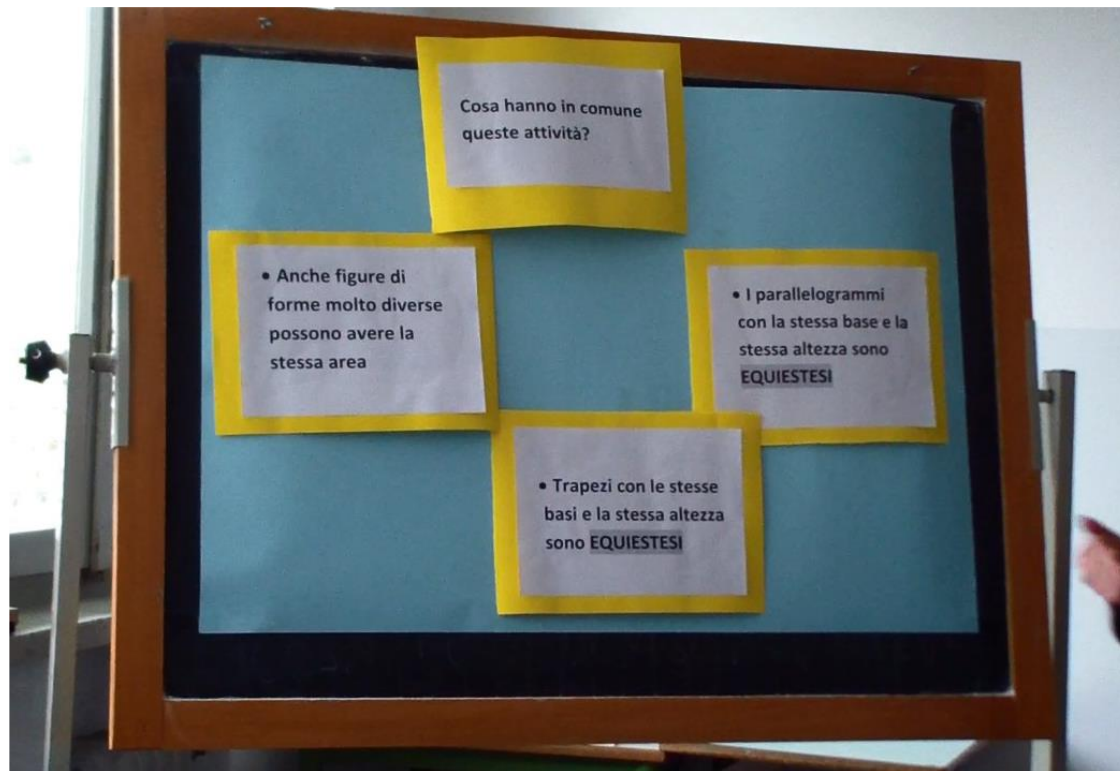 Cosa hanno in comune
queste attività?
• Anche figure di
forme molto diverse
possono avere la
stessa area
• I parallelogrammi
con la stessa base e la
stessa altezza sono
EQUIESTESI
• Trapezi con le stesse
basi e la stessa altezza
sono EQUIESTESI